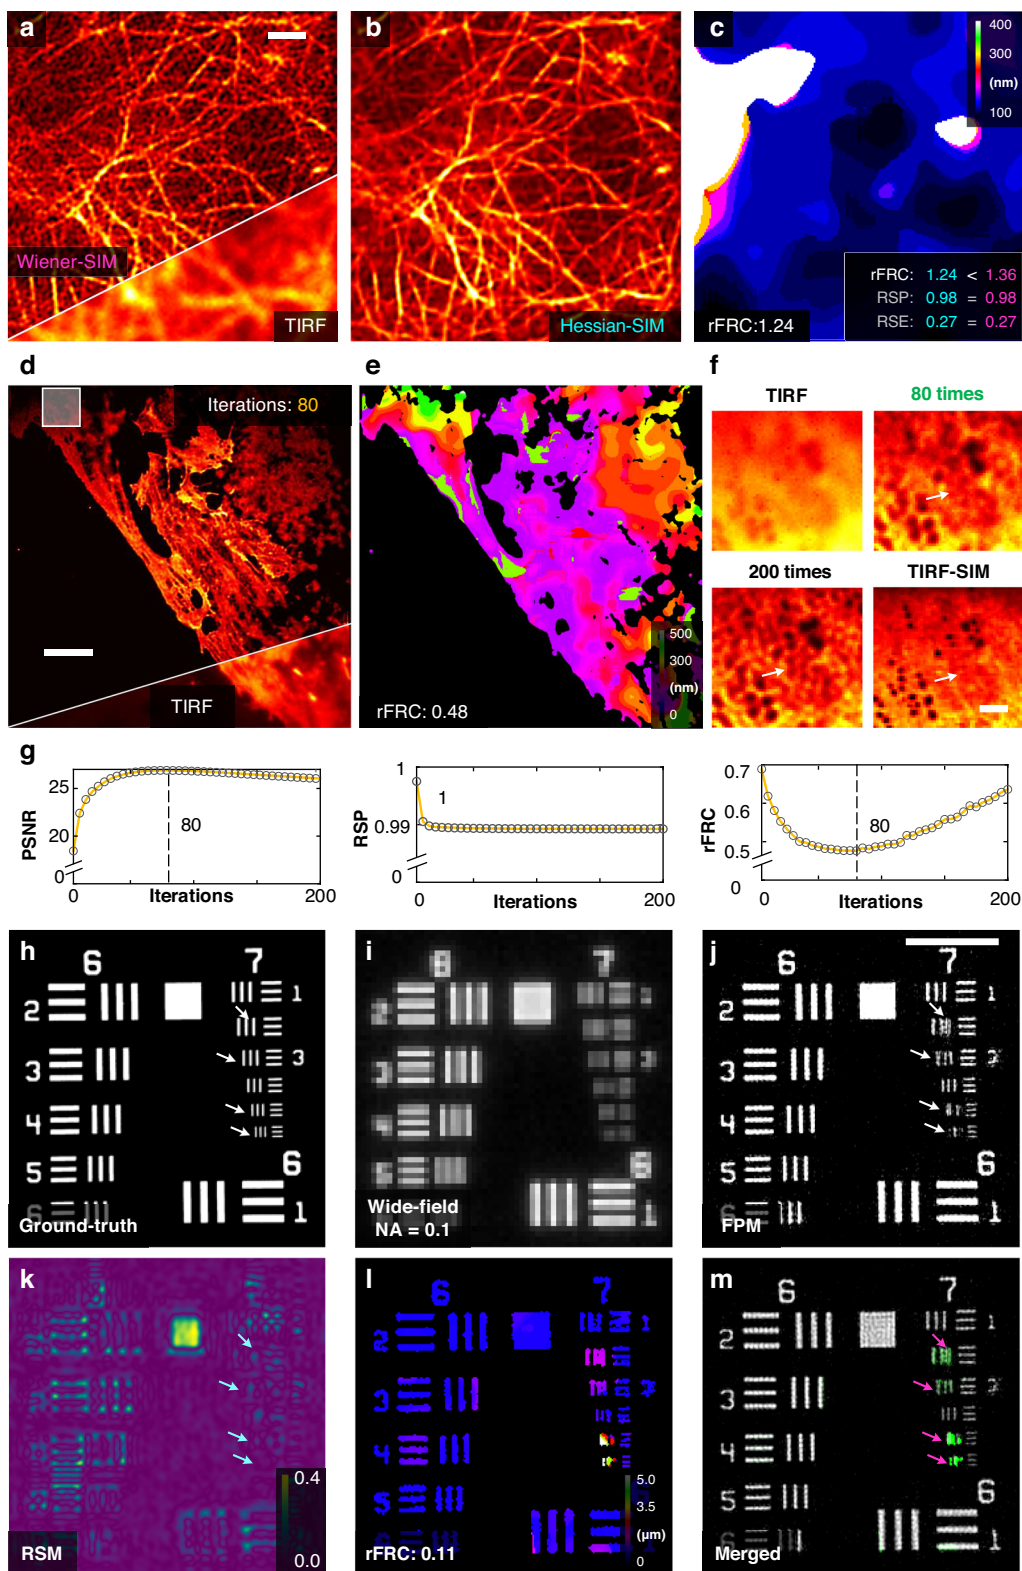 a
Wiener-SIM
TIRF
b
Hessian-SIM
c
400
300
(nm)
100
rFRC: 1.24 < 1.36
RSP: 0.98 = 0.98
RSE: 0.27 = 0.27
rFRC:1.24
d
Iterations: 80
TIRF
e
rFRC: 0.48
500
300
(nm)
0
f
TIRF
80 times
200 times
TIRF-SIM
g
PSNR
25
20
0
80
0
Iterations
200
RSP
1
0.99
0
1
0
Iterations
200
rFRC
0.7
0.6
0.5
0
80
0
Iterations
200
h
6
7
2
1
3
3
4
5
6
6
1
Ground-truth
i
7
1
Wide-field
NA = 0.1
j
6
7
2
1
3
4
5
6
6
1
FPM
k
RSM
0.4
0.0
l
6
7
2
1
3
4
5
6
6
1
rFRC: 0.11
5.0
3.5
(μm)
0
m
6
7
2
1
3
4
5
6
6
1
Merged